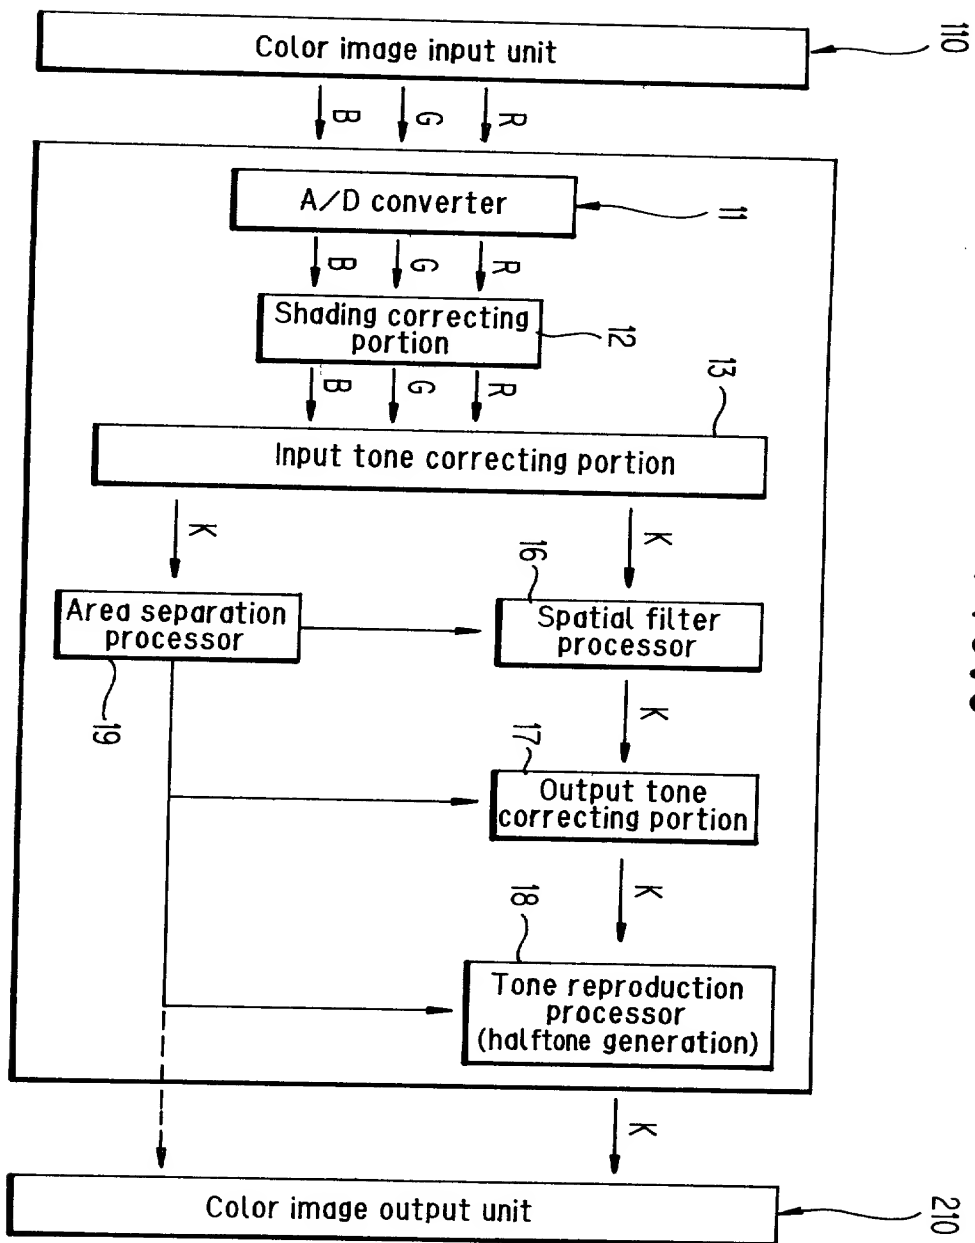 Color image input unit
110
B G R
A/D converter
11
B G R
Shading correcting
portion
12
B G R
13
Input tone correcting portion
K
K
Area separation
processor
19
16
Spatial filter
processor
K
17
Output tone
correcting portion
K
18
Tone reproduction
processor
(halftone generation)
K
Color image output unit
210